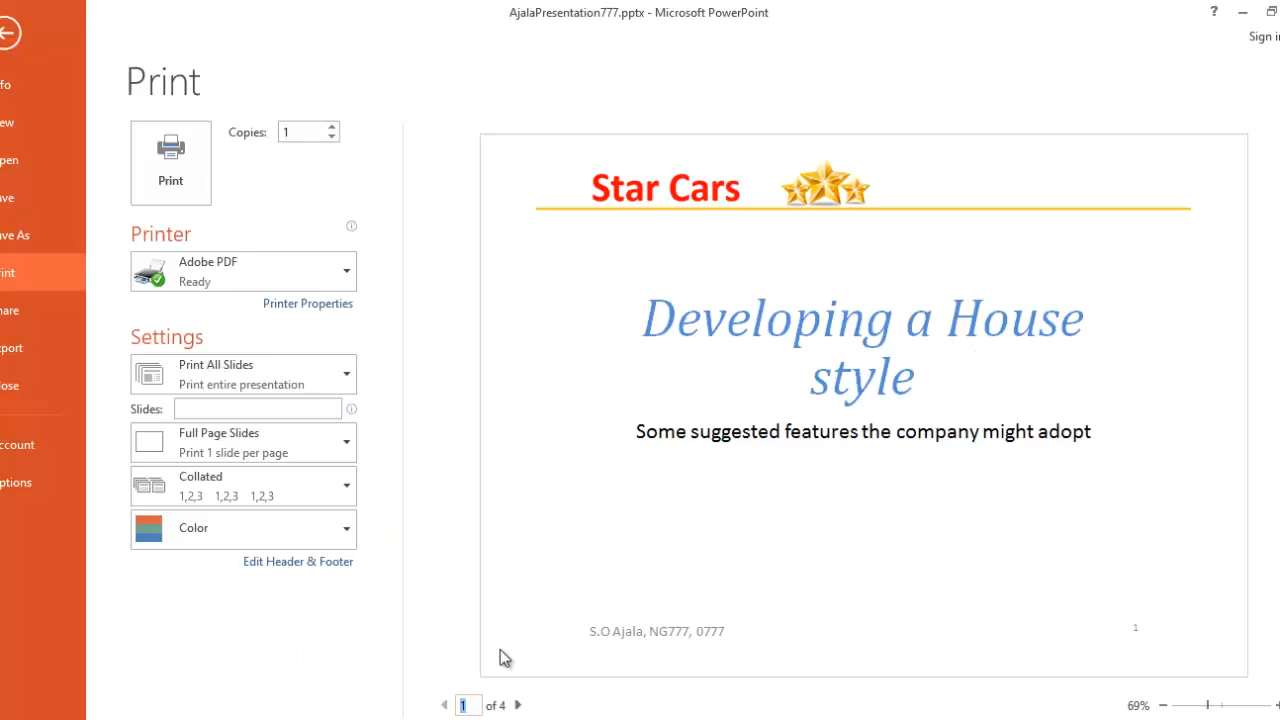 AjalaPresentation777.pptx - Microsoft PowerPoint
?
Sign i
fo
ew
pen
ve
ve As
int
are
port
ose
ccount
ptions
Print
Print
Copies: 1
Printer
Adobe PDF
Ready
Printer Properties
Settings
Print All Slides
Print entire presentation
Slides:
Full Page Slides
Print 1 slide per page
Collated
1,2,3 1,2,3 1,2,3
Color
Edit Header & Footer
Star Cars
Developing a House
style
Some suggested features the company might adopt
S.O Ajala, NG777, 0777
1
1 of 4
69%